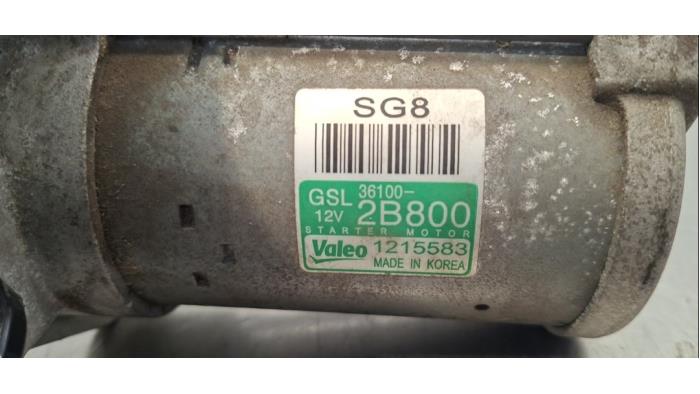 SG8
GSL 36100-
12V 2B800
STARTER MOTOR
Valeo 1215583
MADE IN KOREA